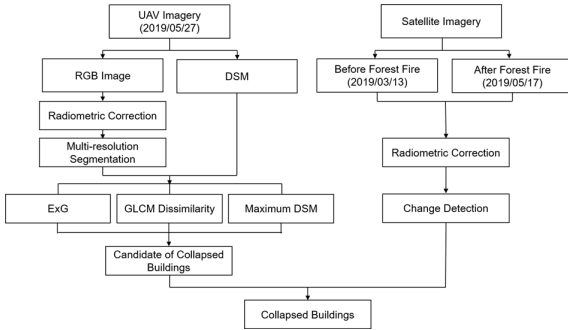 UAV Imagery
(2019/05/27)
Satellite Imagery
RGB Image
DSM
Before Forest Fire
(2019/03/13)
After Forest Fire
(2019/05/17)
Radiometric Correction
Multi-resolution
Segmentation
Radiometric Correction
ExG
GLCM Dissimilarity
Maximum DSM
Change Detection
Candidate of Collapsed
Buildings
Collapsed Buildings